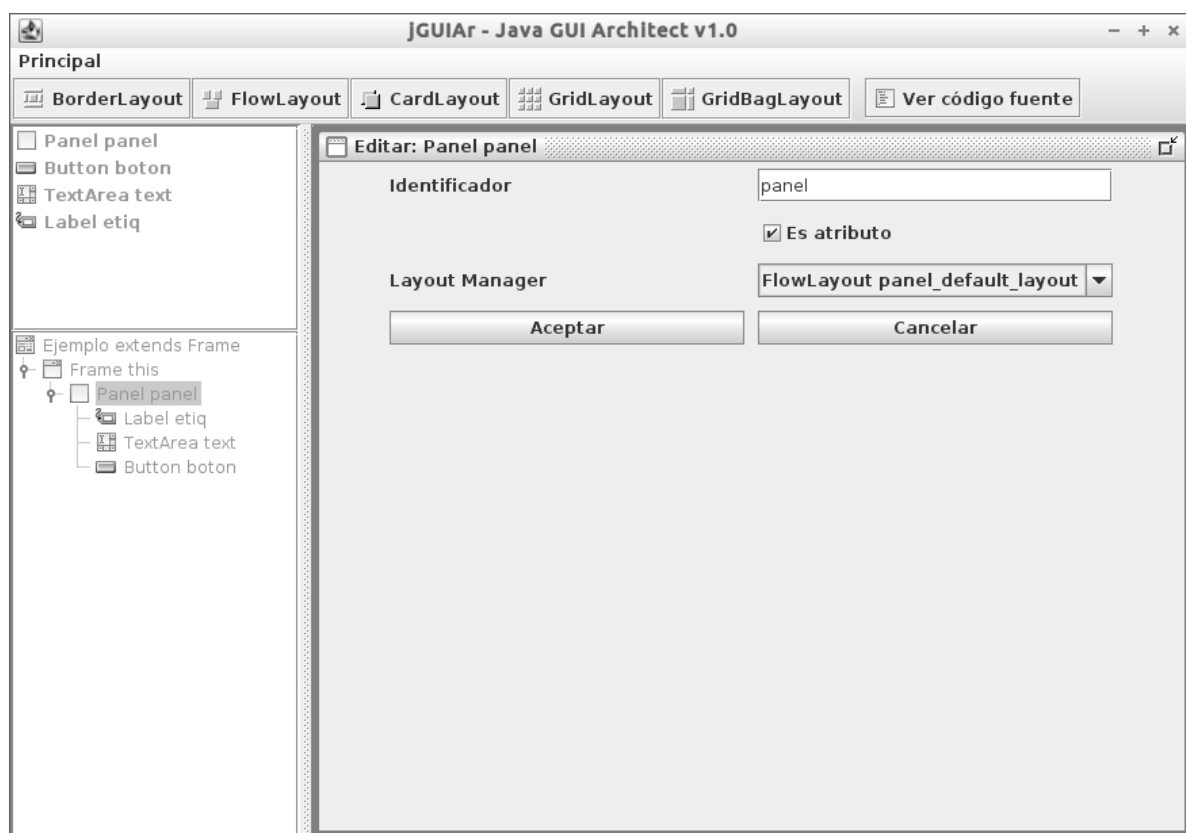 jGUIAr - Java GUI Architect v1.0
Principal
BorderLayout FlowLayout CardLayout GridLayout GridBagLayout Ver código fuente
Panel panel
Button boton
TextArea text
Label etiq
Ejemplo extends Frame
Frame this
Panel panel
Label etiq
TextArea text
Button boton
Editar: Panel panel
Identificador panel
Es atributo
Layout Manager FlowLayout panel_default_layout
Aceptar Cancelar